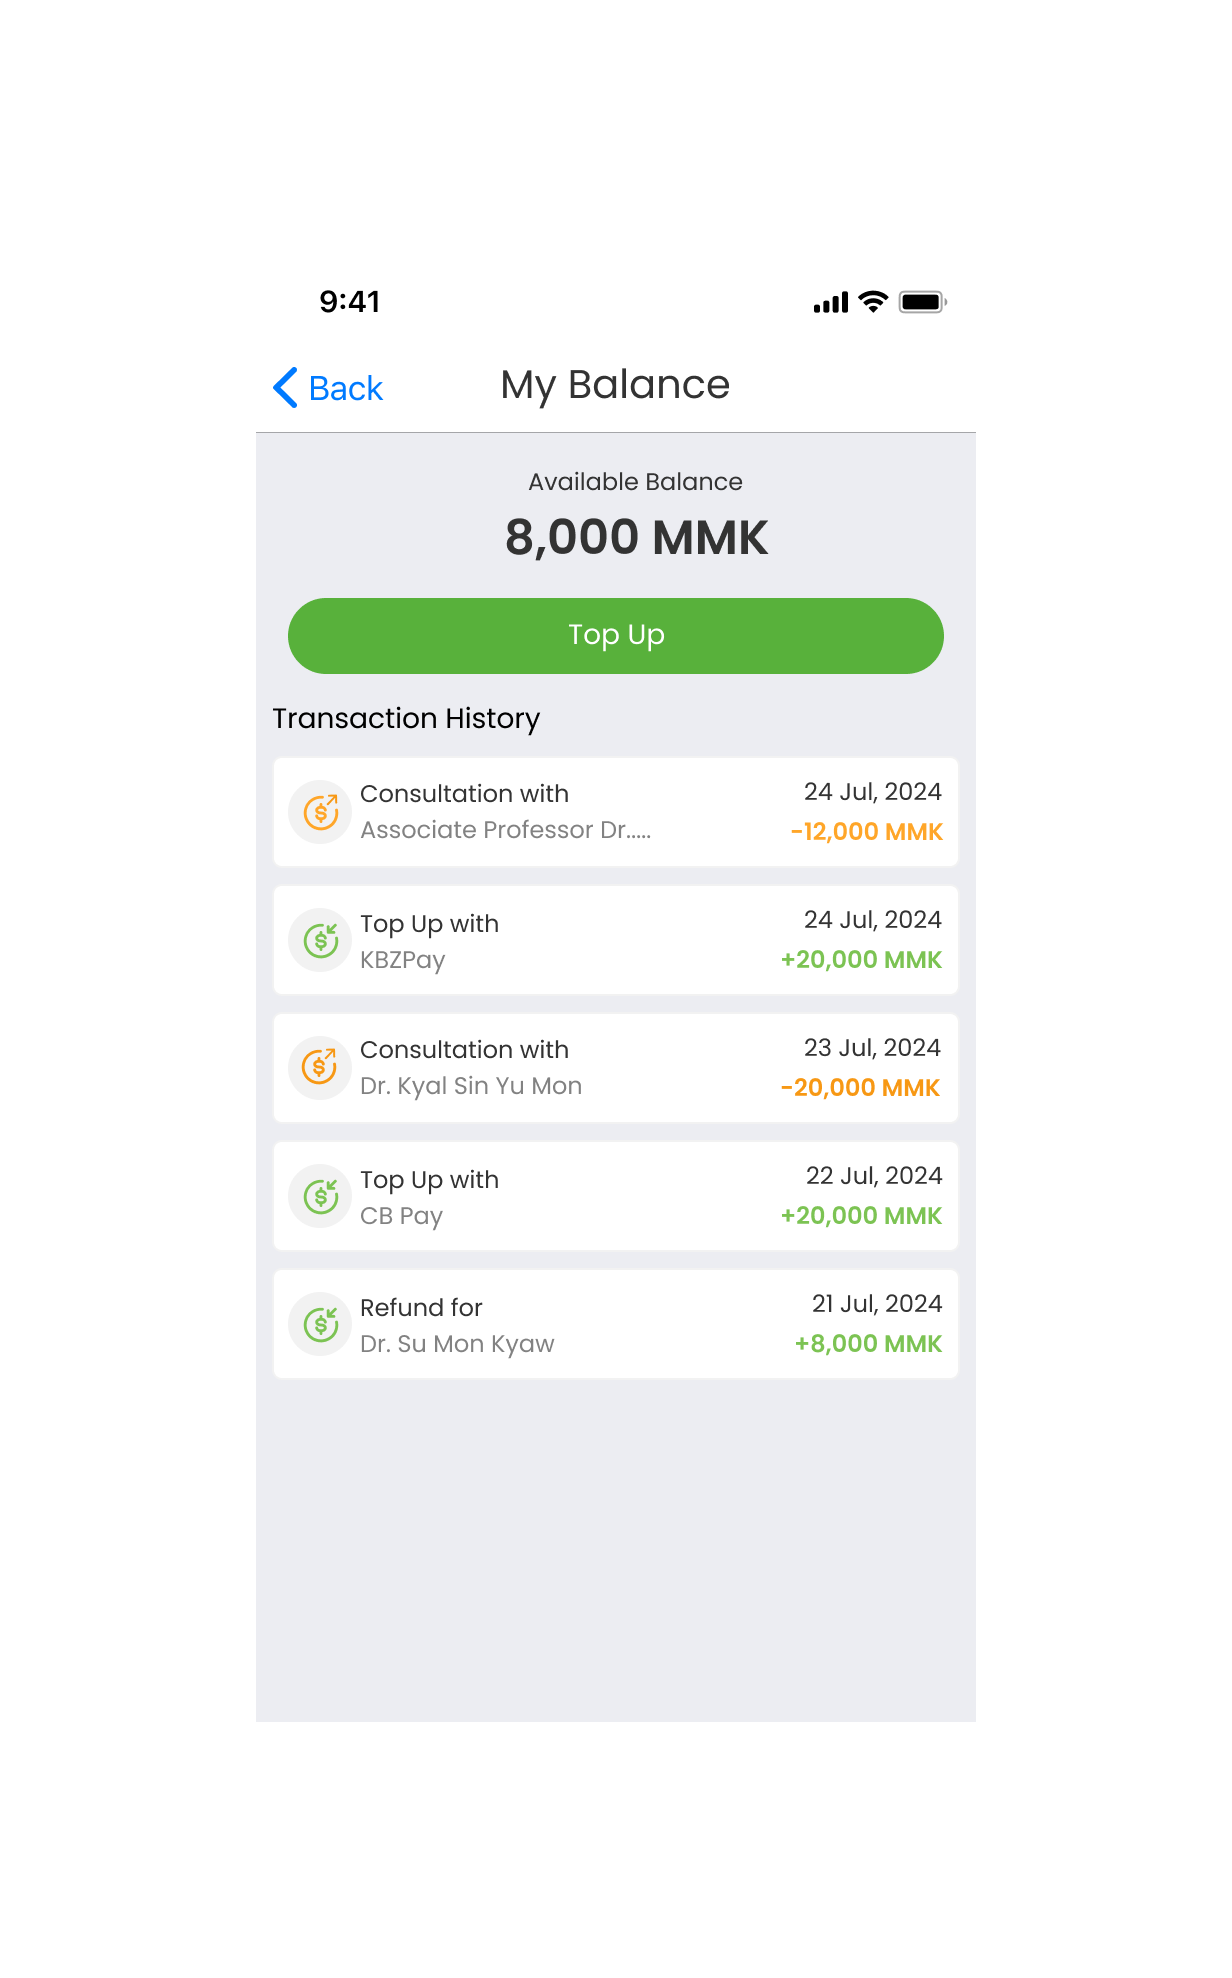 9:41
Back
My Balance
Available Balance
8,000 MMK
Top Up
Transaction History
Consultation with
24 Jul, 2024
Associate Professor Dr.....
-12,000 MMK
Top Up with
24 Jul, 2024
KBZPay
+20,000 MMK
Consultation with
23 Jul, 2024
Dr. Kyal Sin Yu Mon
-20,000 MMK
Top Up with
22 Jul, 2024
CB Pay
+20,000 MMK
Refund for
21 Jul, 2024
Dr. Su Mon Kyaw
+8,000 MMK